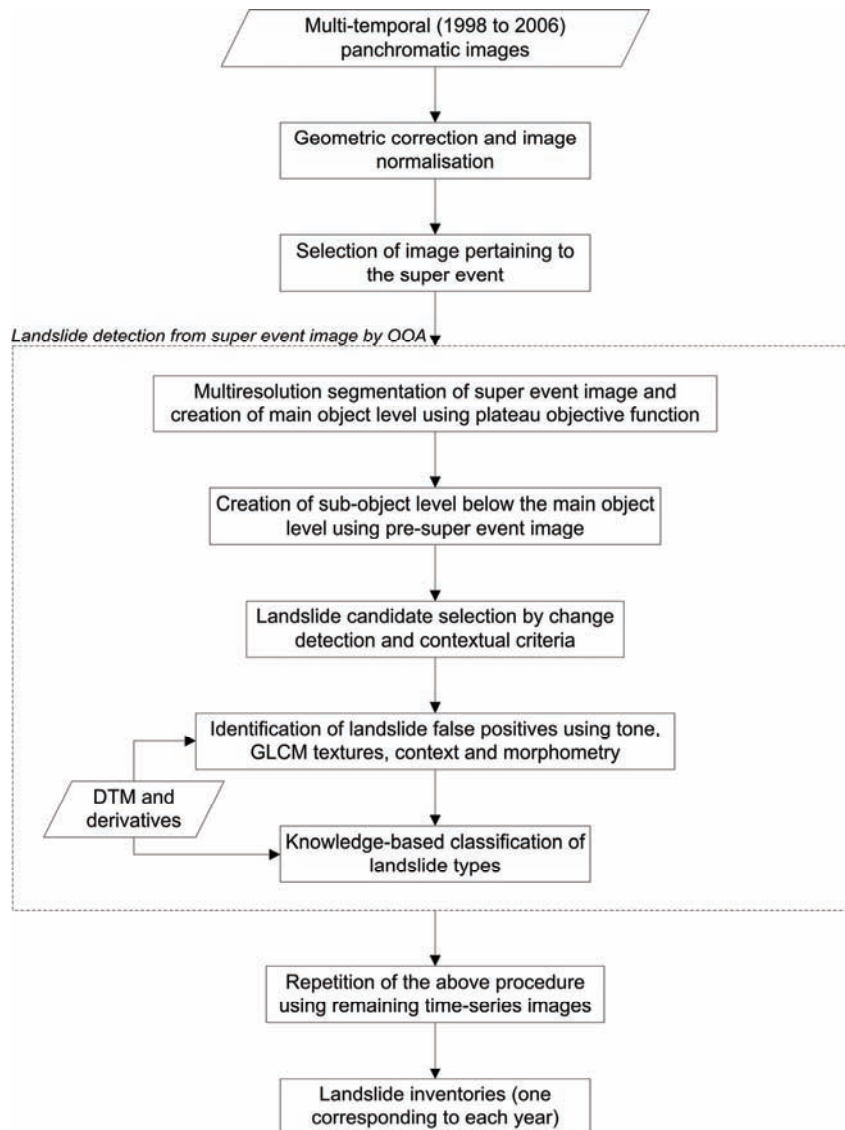 Multi-temporal (1998 to 2006)
panchromatic images
Geometric correction and image
normalisation
Selection of image pertaining to
the super event
Landslide detection from super event image by OOA
Multiresolution segmentation of super event image and
creation of main object level using plateau objective function
Creation of sub-object level below the main object
level using pre-super event image
Landslide candidate selection by change
detection and contextual criteria
Identification of landslide false positives using tone,
GLCM textures, context and morphometry
DTM and
derivatives
Knowledge-based classification of
landslide types
Repetition of the above procedure
using remaining time-series images
Landslide inventories (one
corresponding to each year)